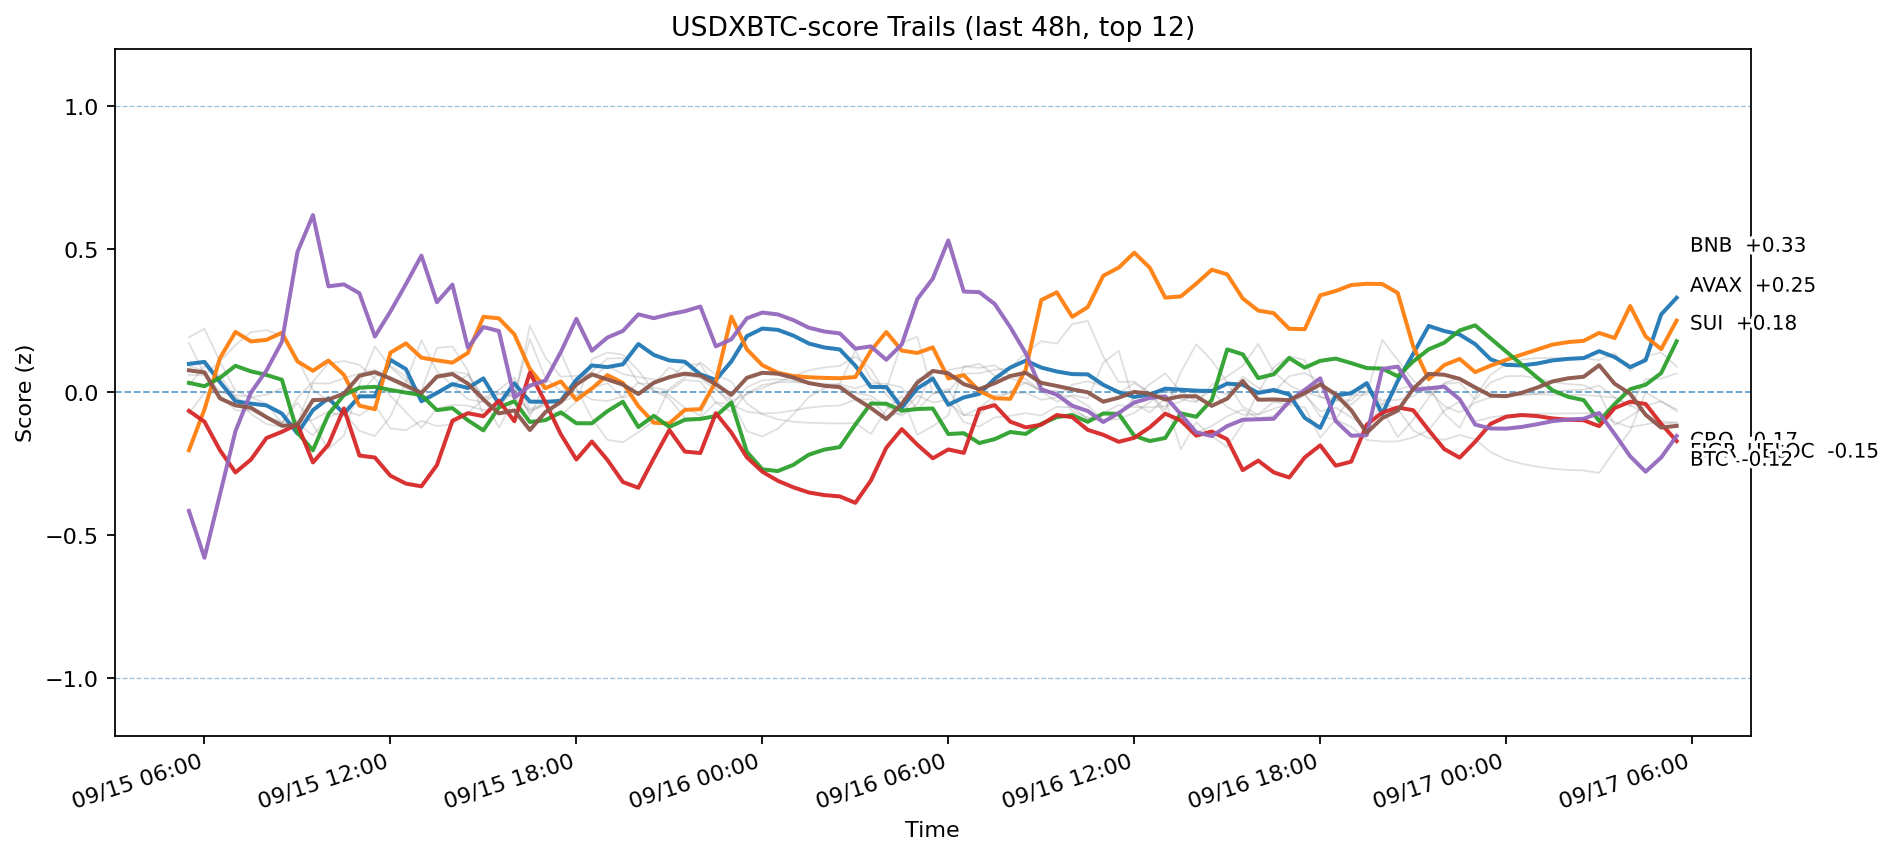 USDXBTC-score Trails (last 48h, top 12)
Score (z)
1.0
0.5
0.0
−0.5
−1.0
BNB +0.33
AVAX +0.25
SUI +0.18
-0.15
BTC -0.12
09/15 06:00
09/15 12:00
09/15 18:00
09/16 00:00
09/16 06:00
09/16 12:00
09/16 18:00
09/17 00:00
09/17 06:00
Time